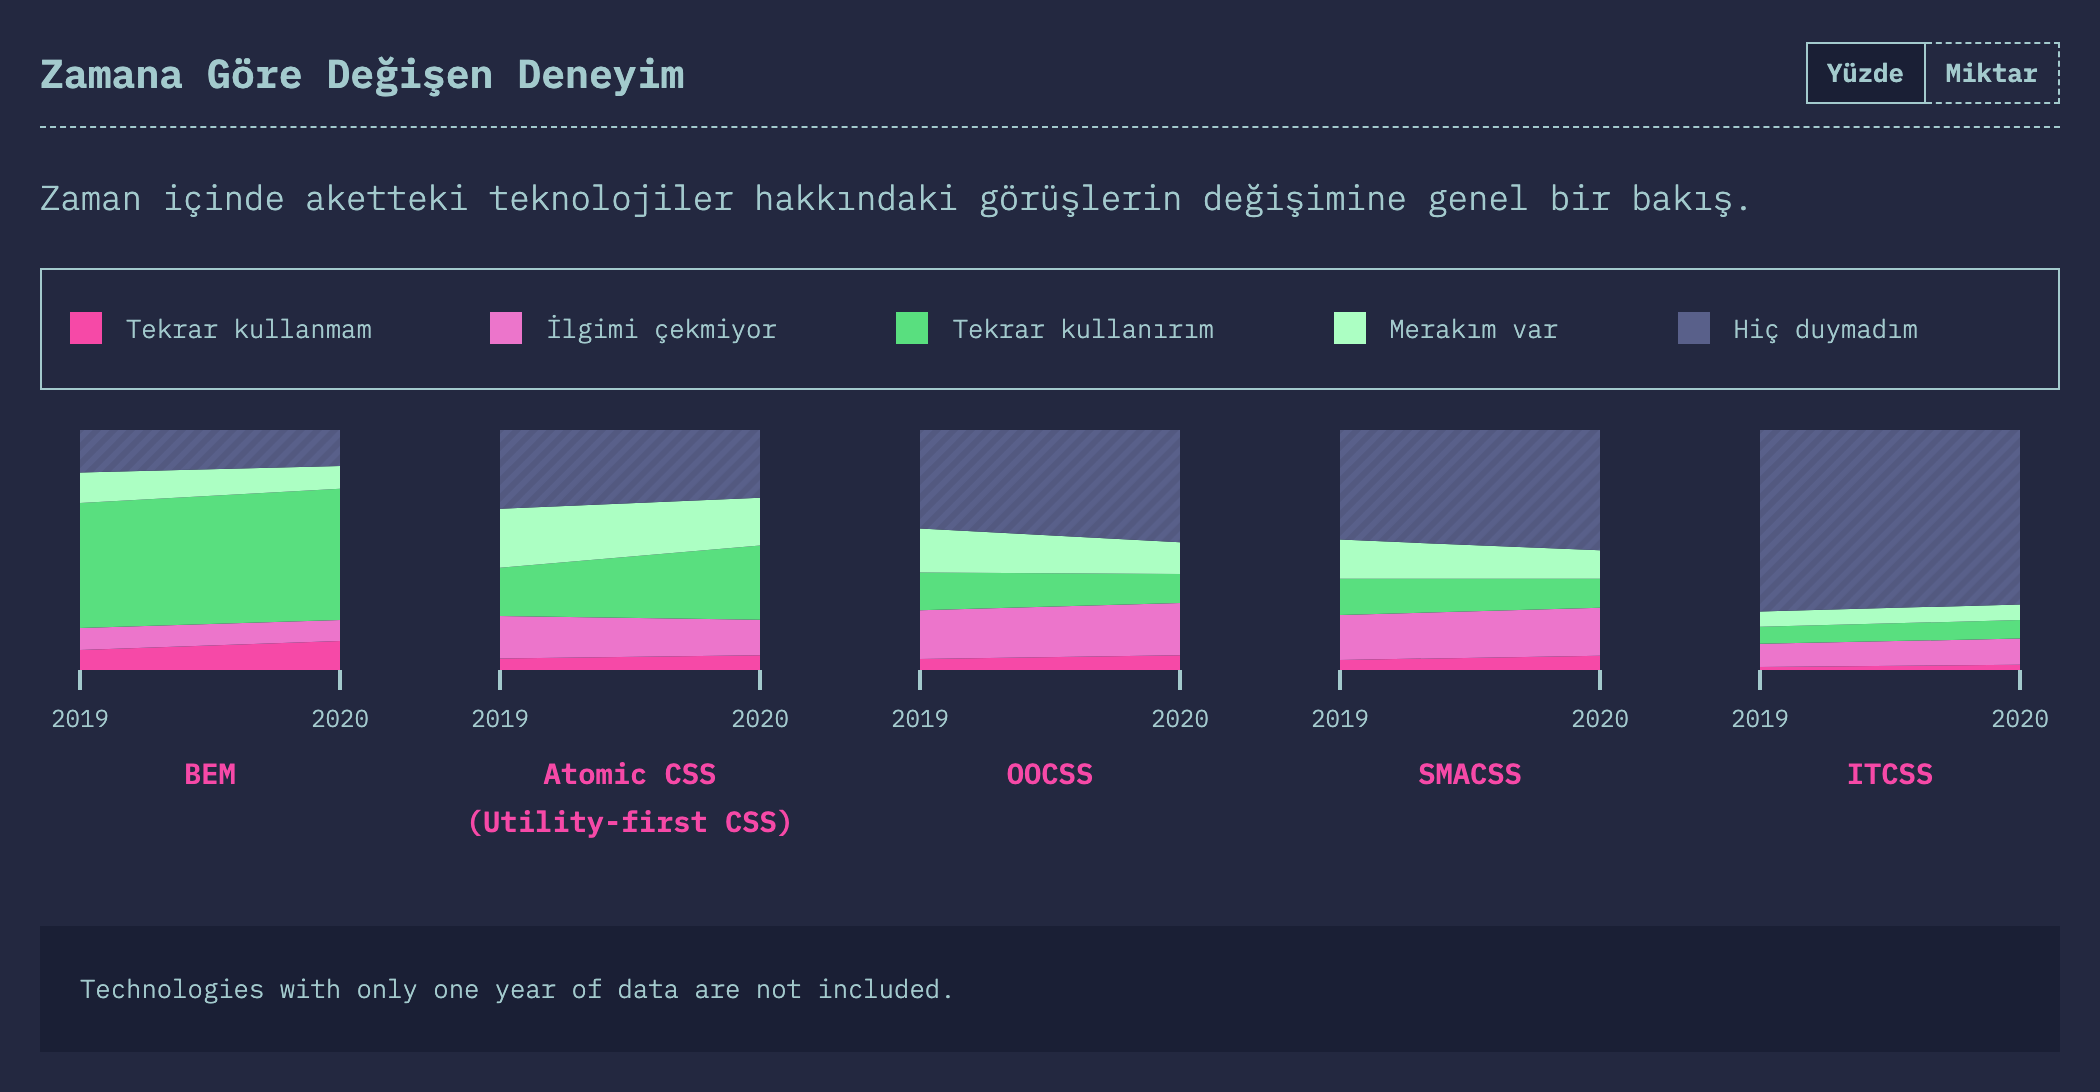 Zamana Göre Değişen Deneyim
Yüzde Miktar
Zaman içinde aketteki teknolojiler hakkındaki görüşlerin değişimine genel bir bakış.
Tekrar kullanmam İlgimi çekmiyor Tekrar kullanırım Merakım var Hiç duymadım
2019 2020 2019 2020 2019 2020 2019 2020 2019 2020
BEM Atomic CSS OOCSS SMACSS ITCSS
(Utility-first CSS)
Technologies with only one year of data are not included.